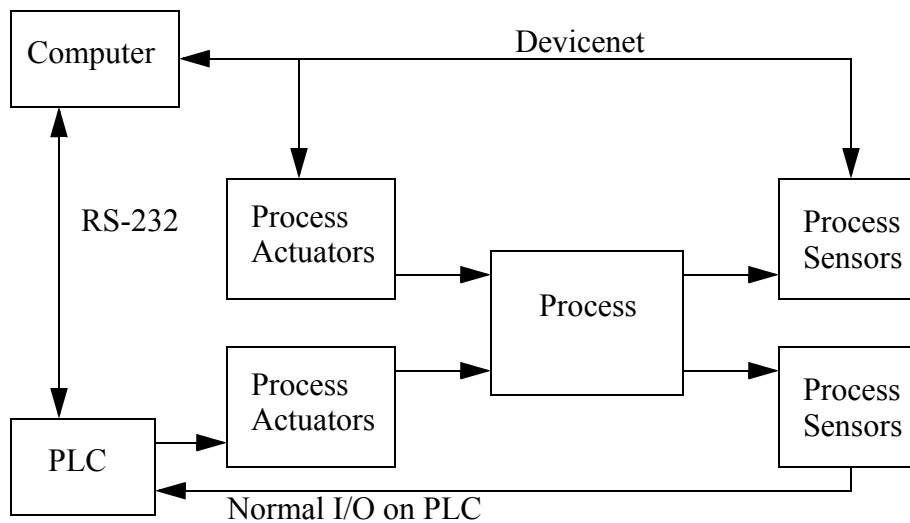 Computer
Devicenet
RS-232
Process
Actuators
Process
Sensors
Process
Process
Actuators
Process
Sensors
PLC
Normal I/O on PLC